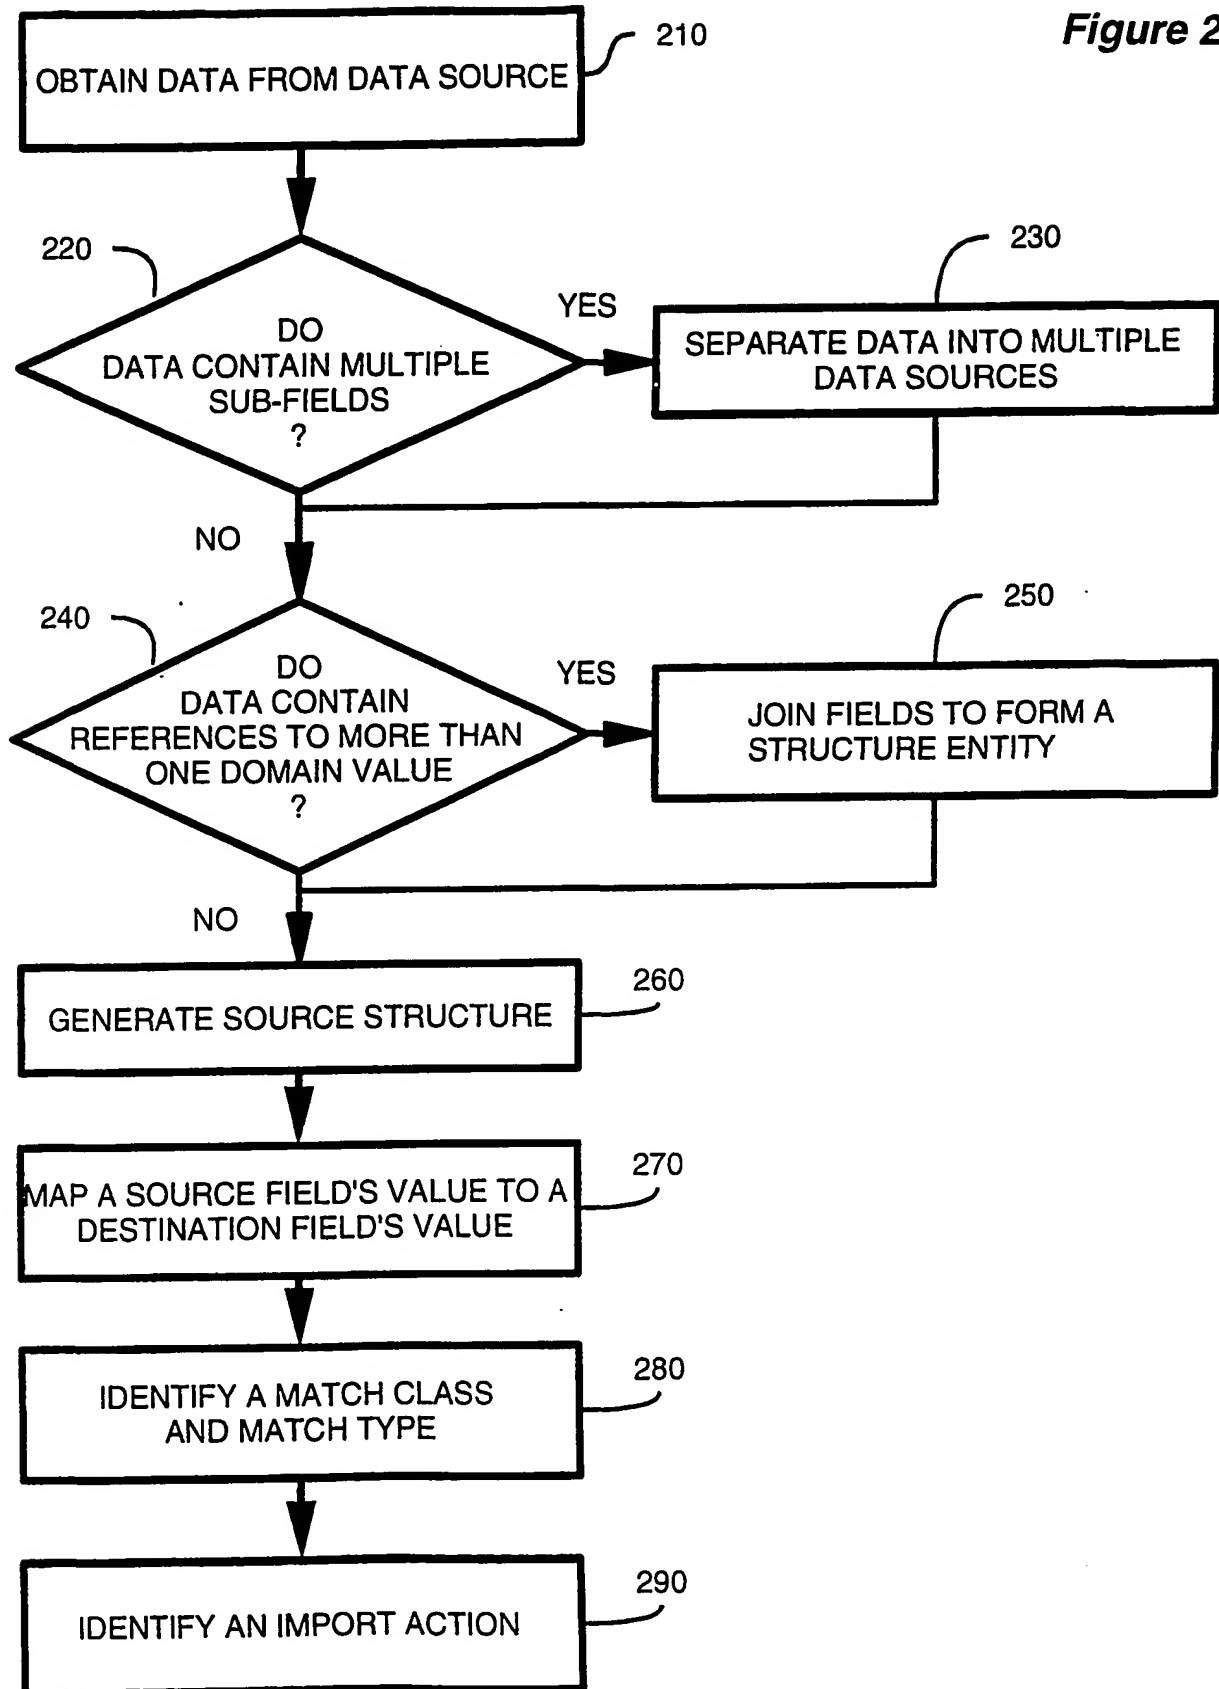 Figure 2
210
OBTAIN DATA FROM DATA SOURCE
220
DO
DATA CONTAIN MULTIPLE
SUB-FIELDS
?
YES
230
SEPARATE DATA INTO MULTIPLE
DATA SOURCES
NO
240
DO
DATA CONTAIN
REFERENCES TO MORE THAN
ONE DOMAIN VALUE
?
YES
250
JOIN FIELDS TO FORM A
STRUCTURE ENTITY
NO
260
GENERATE SOURCE STRUCTURE
270
MAP A SOURCE FIELD'S VALUE TO A
DESTINATION FIELD'S VALUE
280
IDENTIFY A MATCH CLASS
AND MATCH TYPE
290
IDENTIFY AN IMPORT ACTION